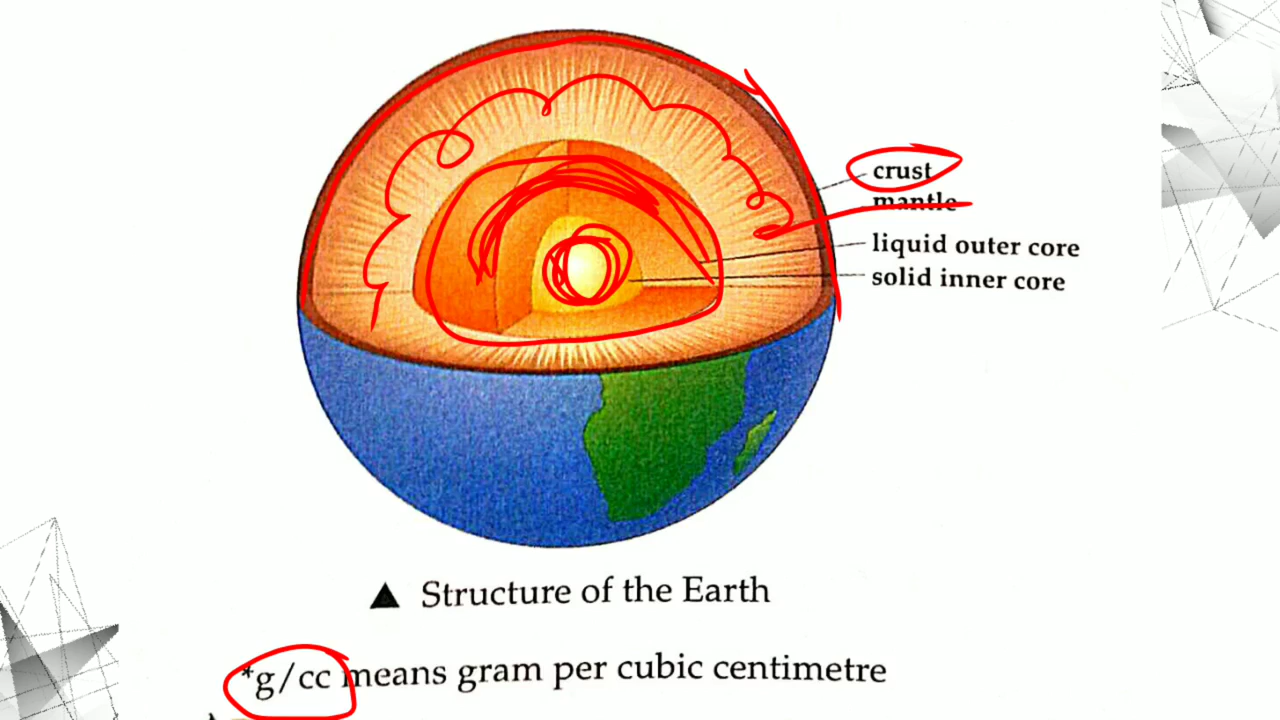 crust
mantle
liquid outer core
solid inner core
▲ Structure of the Earth
*g/cc means gram per cubic centimetre